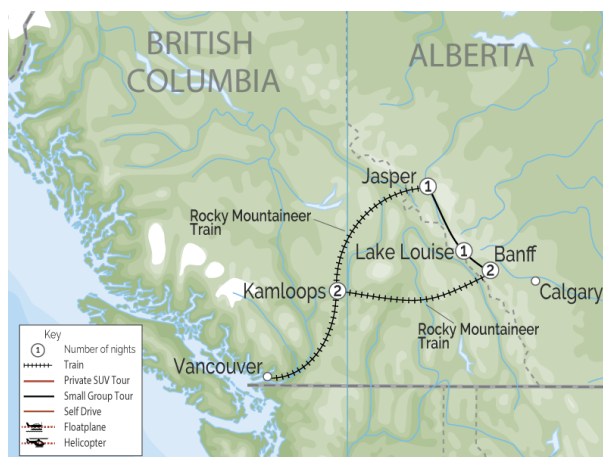 BRITISH
COLUMBIA
ALBERTA
Jasper
1
Rocky Mountaineer
Train
Lake Louise
1
Banff
2
Kamloops
2
Calgary
Rocky Mountaineer
Train
Vancouver
Key
1 Number of nights
Train
Private SUV Tour
Small Group Tour
Self Drive
Floatplane
Helicopter